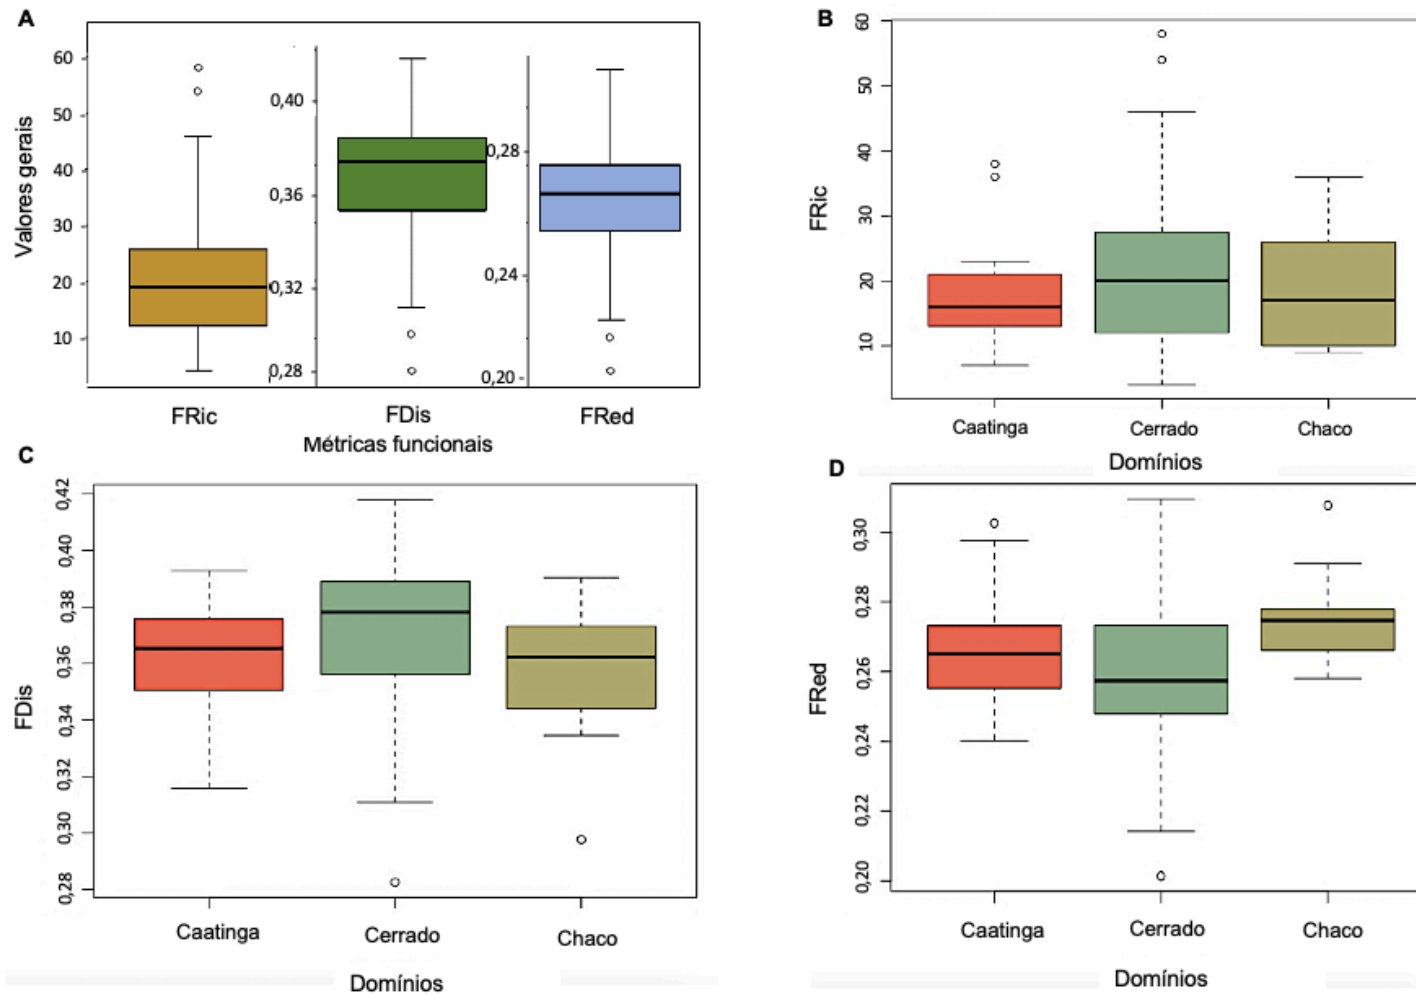 A
Valores gerais
60
50
40
30
20
10
0,40
0,36
0,32
0,28
0,28
0,24
0,20
FRic
FDis
FRed
Métricas funcionais
B
FRic
60
50
40
30
20
10
Caatinga
Cerrado
Chaco
Domínios
C
FDis
0,42
0,40
0,38
0,36
0,34
0,32
0,30
0,28
Caatinga
Cerrado
Chaco
Domínios
D
FRed
0,30
0,28
0,26
0,24
0,22
0,20
Caatinga
Cerrado
Chaco
Domínios